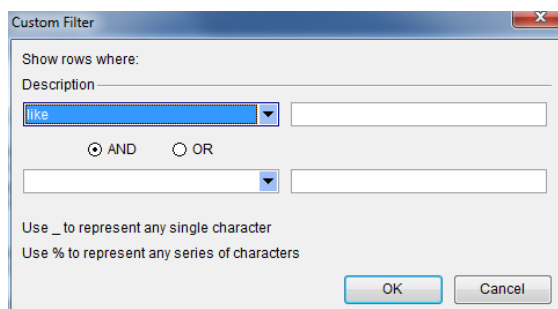 Custom Filter
Show rows where:
Description
like
AND OR
Use _ to represent any single character
Use % to represent any series of characters
OK Cancel